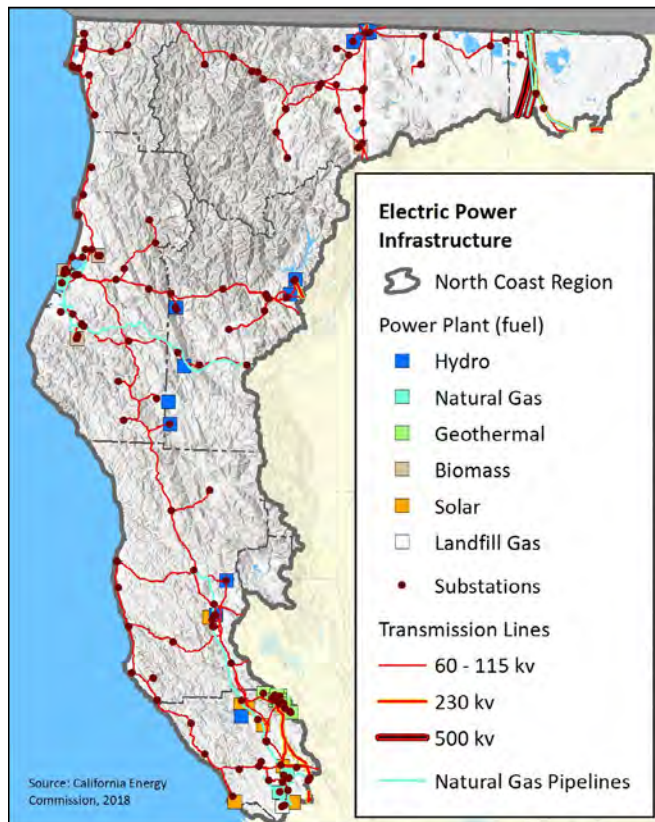 Electric Power
Infrastructure
North Coast Region
Power Plant (fuel)
Hydro
Natural Gas
Geothermal
Biomass
Solar
Landfill Gas
Substations
Transmission Lines
60 - 115 kv
230 kv
500 kv
Natural Gas Pipelines
Source: California Energy
Commission, 2018